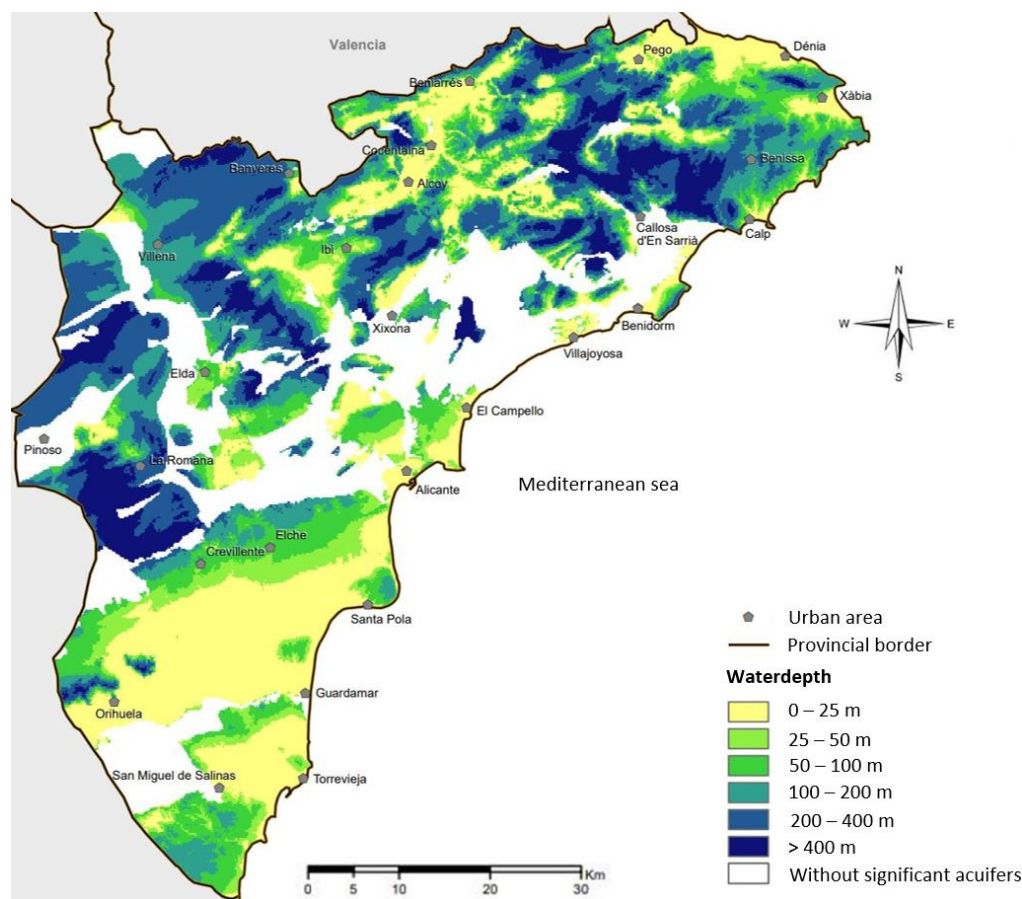 Valencia
Pego
Dénia
Beniarrés
Xàbia
Cocentaina
Benissa
Banyeres
Alcoy
Callosa
d'En Sarrià
Calp
Villena
Ibi
N
W
E
S
Xixona
Benidorm
Villajoyosa
Elda
El Campello
Pinoso
La Romana
Alicante
Mediterranean sea
Elche
Crevillente
Santa Pola
Guardamar
Orihuela
San Miguel de Salinas
Torrevieja
Urban area
Provincial border
Waterdepth
0 – 25 m
25 – 50 m
50 – 100 m
100 – 200 m
200 – 400 m
> 400 m
Without significant acuifers
Km
0 5 10 20 30